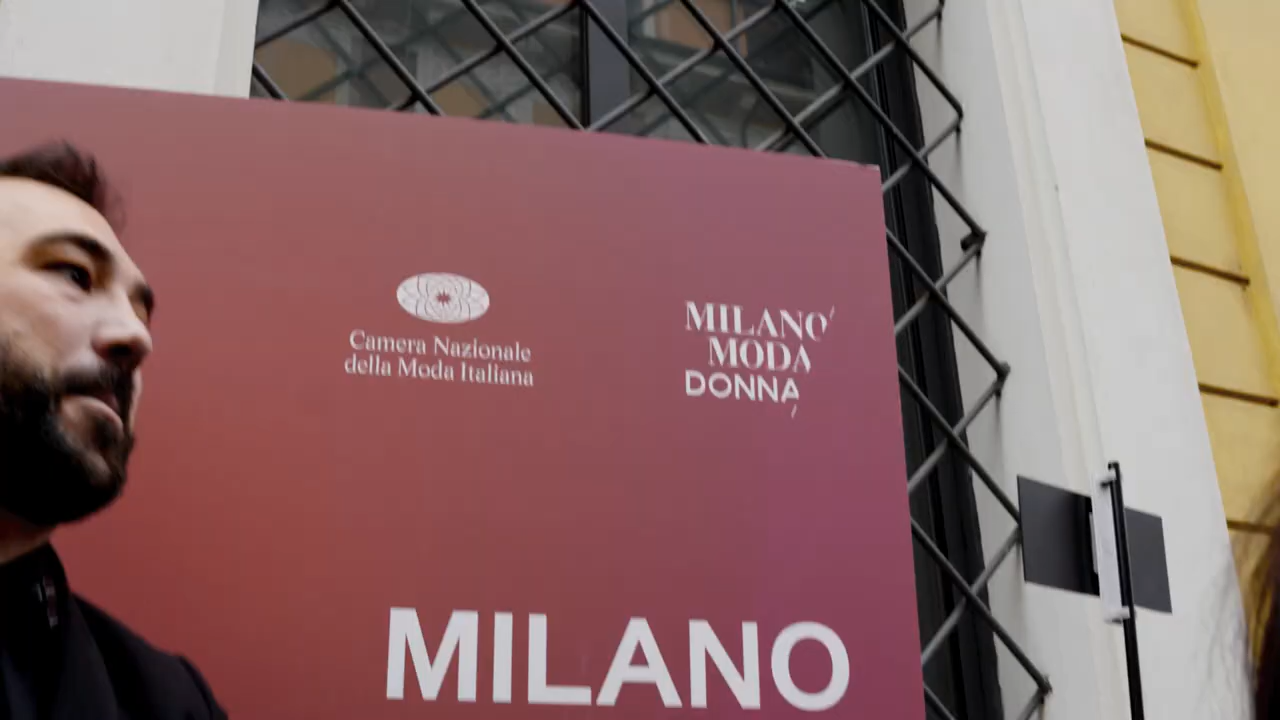 Camera Nazionale
della Moda Italiana
MILANO
MODA
DONNA
MILANO